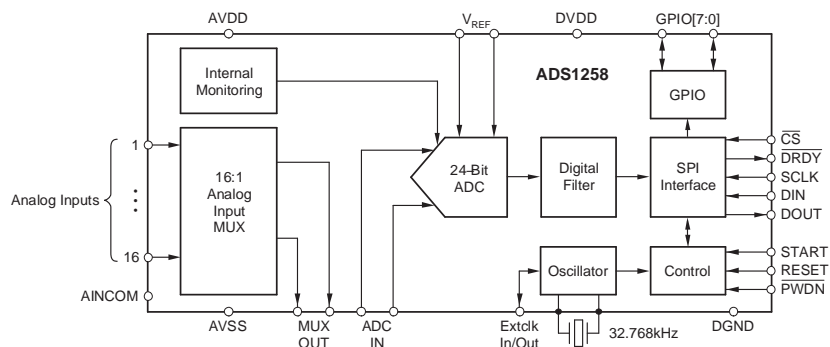 AVDD
VREF
DVDD
GPIO[7:0]
Internal
Monitoring
ADS1258
GPIO
1
16:1
Analog
Input
MUX
24-Bit
ADC
Digital
Filter
SPI
Interface
CS
DRDY
SCLK
DIN
DOUT
Analog Inputs
...
16
Oscillator
Control
START
RESET
PWDN
AINCOM
AVSS
MUX
OUT
ADC
IN
Extclk
In/Out
32.768kHz
DGND